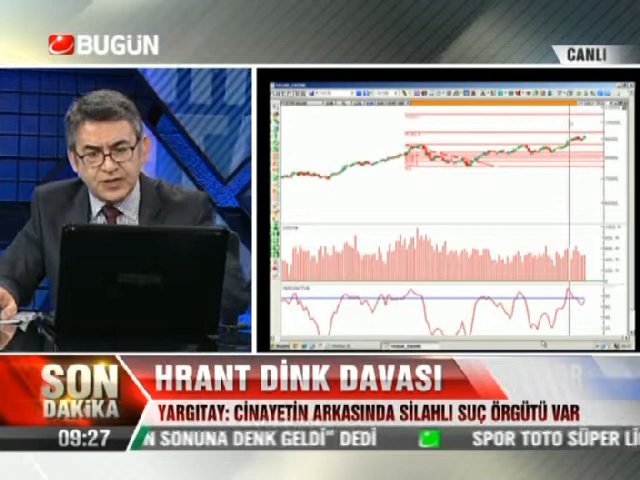 BUGÜN
CANLI
SON DAKİKA
HRANT DİNK DAVASI
YARGITAY: CİNAYETİN ARKASINDA SİLAHLI SUÇ ÖRGÜTÜ VAR
09:27
N SONUNA DENK GELDİ" DEDİ
SPOR TOTO SÜPER Lİ